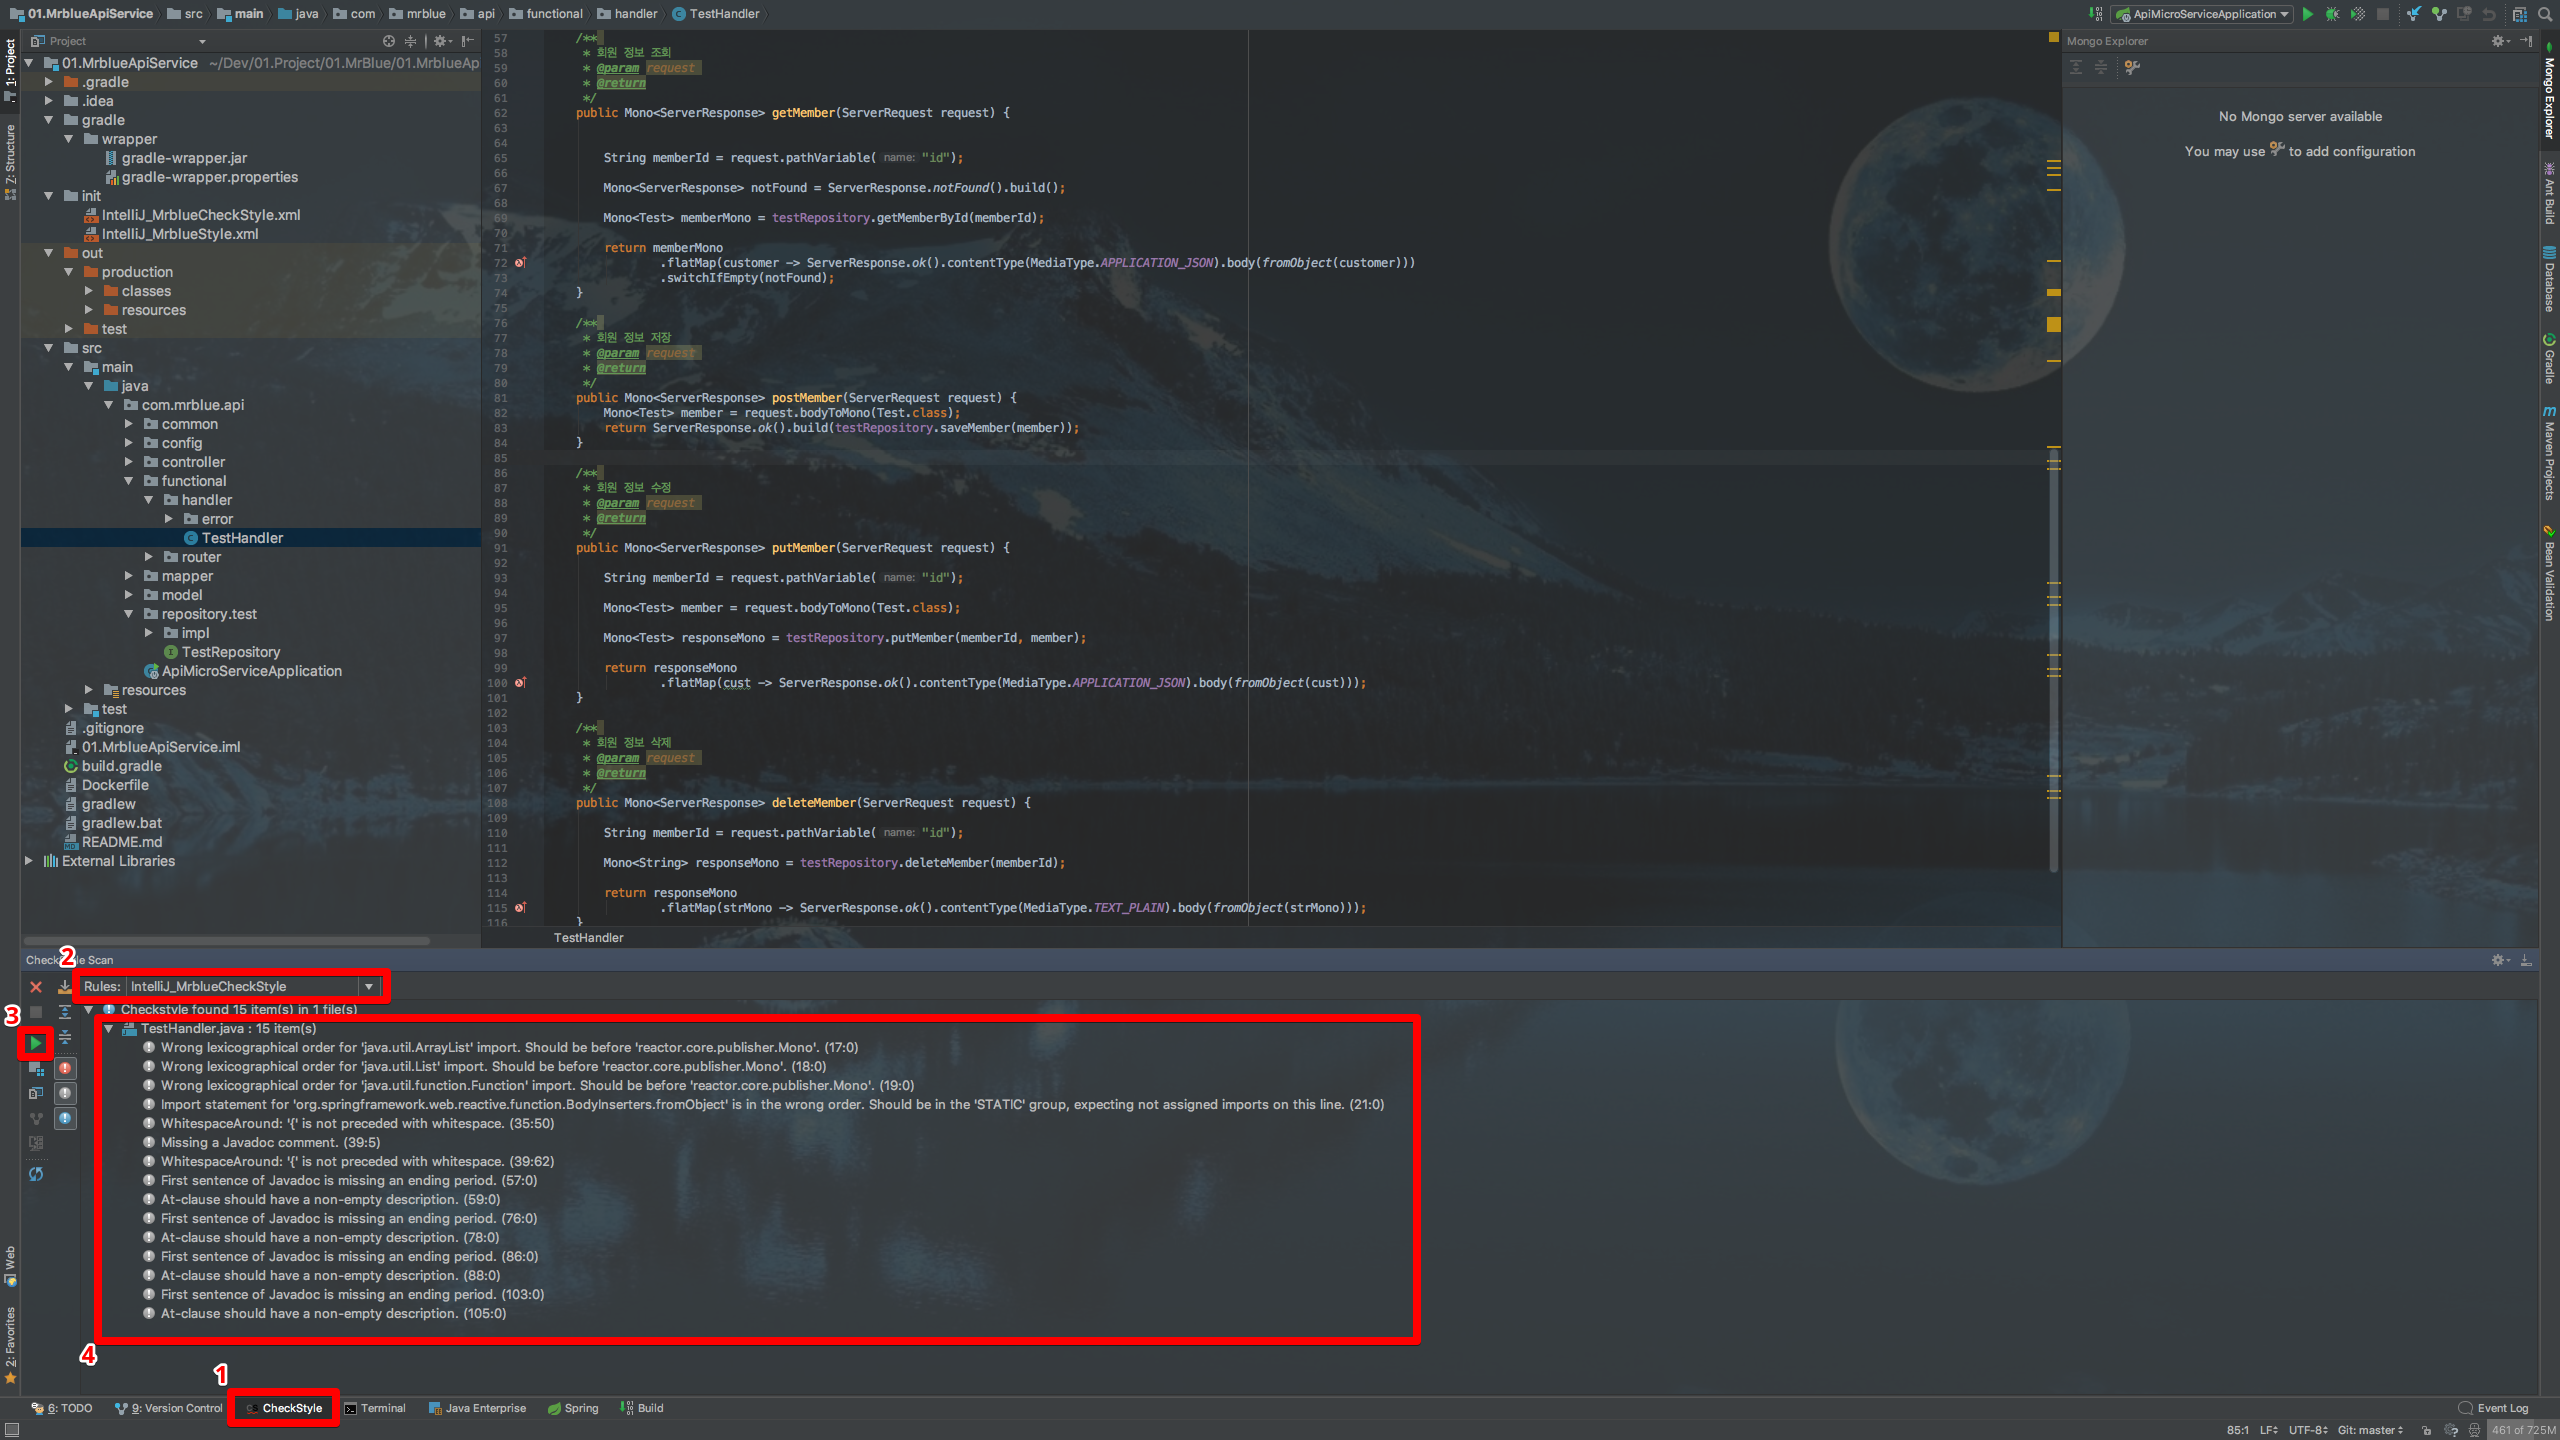 01.MrblueApiService src main java com mrblue api functional handler TestHandler
ApiMicroServiceApplication
1: Project
Z: Structure
Web
2: Favorites
Project
01.MrblueApiService ~/Dev/01.Project/01.MrBlue/01.MrblueAp
.gradle
.idea
gradle
wrapper
gradle-wrapper.jar
gradle-wrapper.properties
init
IntelliJ_MrblueCheckStyle.xml
IntelliJ_MrblueStyle.xml
out
production
classes
resources
test
src
main
java
com.mrblue.api
common
config
controller
functional
handler
error
TestHandler
router
mapper
model
repository.test
impl
TestRepository
ApiMicroServiceApplication
resources
test
.gitignore
01.MrblueApiService.iml
build.gradle
Dockerfile
gradlew
gradlew.bat
README.md
External Libraries
57 /**
58 * 회원 정보 조회
59 * @param request
60 * @return
61 */
62 public Mono<ServerResponse> getMember(ServerRequest request) {
63
64
65 String memberId = request.pathVariable( name: "id");
66
67 Mono<ServerResponse> notFound = ServerResponse.notFound().build();
68
69 Mono<Test> memberMono = testRepository.getMemberById(memberId);
70
71 return memberMono
72 .flatMap(customer -> ServerResponse.ok().contentType(MediaType.APPLICATION_JSON).body(fromObject(customer)))
73 .switchIfEmpty(notFound);
74 }
75
76 /**
77 * 회원 정보 저장
78 * @param request
79 * @return
80 */
81 public Mono<ServerResponse> postMember(ServerRequest request) {
82 Mono<Test> member = request.bodyToMono(Test.class);
83 return ServerResponse.ok().build(testRepository.saveMember(member));
84 }
85
86 /**
87 * 회원 정보 수정
88 * @param request
89 * @return
90 */
91 public Mono<ServerResponse> putMember(ServerRequest request) {
92
93 String memberId = request.pathVariable( name: "id");
94
95 Mono<Test> member = request.bodyToMono(Test.class);
96
97 Mono<Test> responseMono = testRepository.putMember(memberId, member);
98
99 return responseMono
100 .flatMap(cust -> ServerResponse.ok().contentType(MediaType.APPLICATION_JSON).body(fromObject(cust)));
101 }
102
103 /**
104 * 회원 정보 삭제
105 * @param request
106 * @return
107 */
108 public Mono<ServerResponse> deleteMember(ServerRequest request) {
109
110 String memberId = request.pathVariable( name: "id");
111
112 Mono<String> responseMono = testRepository.deleteMember(memberId);
113
114 return responseMono
115 .flatMap(strMono -> ServerResponse.ok().contentType(MediaType.TEXT_PLAIN).body(fromObject(strMono)));
116 }
TestHandler
Mongo Explorer
No Mongo server available
You may use to add configuration
Mongo Explorer
Ant Build
Database
Gradle
Maven Projects
Bean Validation
Scan
2
Rules: IntelliJ_MrblueCheckStyle
3
Checkstyle found 15 item(s) in 1 file(s)
TestHandler.java : 15 item(s)
Wrong lexicographical order for 'java.util.ArrayList' import. Should be before 'reactor.core.publisher.Mono'. (17:0)
Wrong lexicographical order for 'java.util.List' import. Should be before 'reactor.core.publisher.Mono'. (18:0)
Wrong lexicographical order for 'java.util.function.Function' import. Should be before 'reactor.core.publisher.Mono'. (19:0)
Import statement for 'org.springframework.web.reactive.function.BodyInserters.fromObject' is in the wrong order. Should be in the 'STATIC' group, expecting not assigned imports on this line. (21:0)
WhitespaceAround: '{' is not preceded with whitespace. (35:50)
Missing a Javadoc comment. (39:5)
WhitespaceAround: '{' is not preceded with whitespace. (39:62)
First sentence of Javadoc is missing an ending period. (57:0)
At-clause should have a non-empty description. (59:0)
First sentence of Javadoc is missing an ending period. (76:0)
At-clause should have a non-empty description. (78:0)
First sentence of Javadoc is missing an ending period. (86:0)
At-clause should have a non-empty description. (88:0)
First sentence of Javadoc is missing an ending period. (103:0)
At-clause should have a non-empty description. (105:0)
4
1
6: TODO 9: Version Control CheckStyle Terminal Java Enterprise Spring Build Event Log
85:1 LF UTF-8 Git: master 461 of 725M